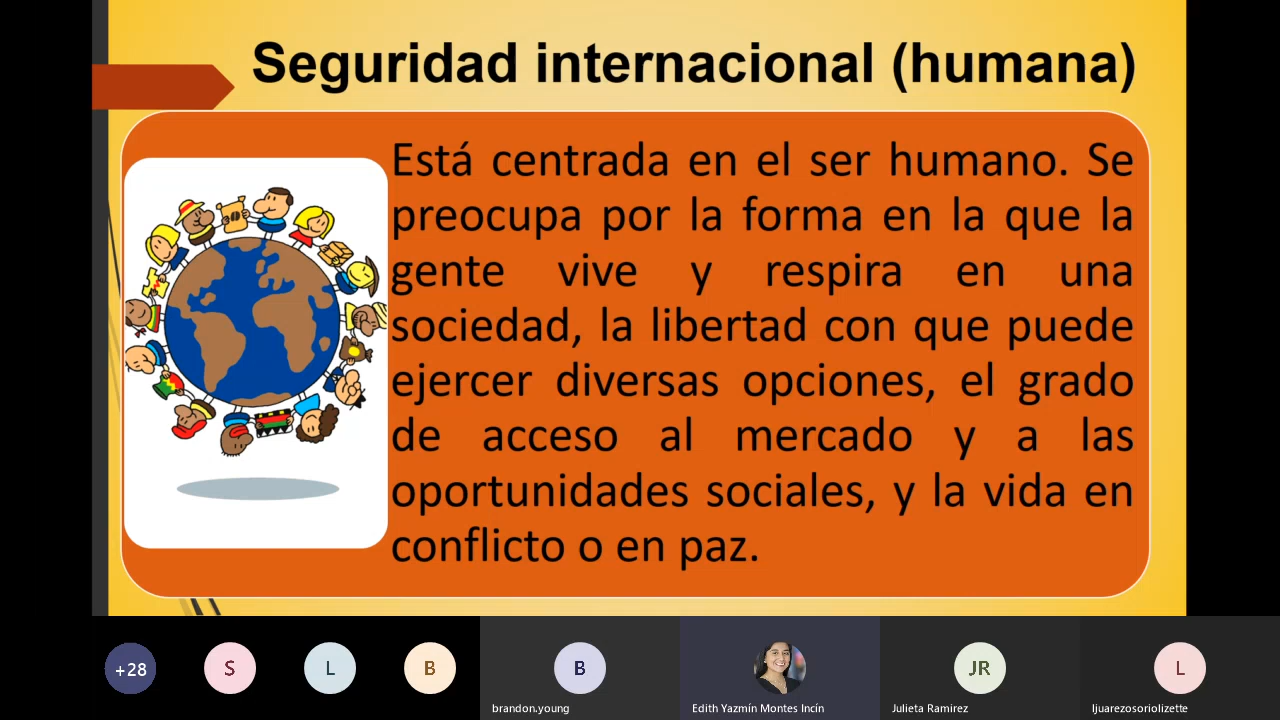 Seguridad internacional (humana)
Está centrada en el ser humano. Se
preocupa por la forma en la que la
gente vive y respira en una
sociedad, la libertad con que puede
ejercer diversas opciones, el grado
de acceso al mercado y a las
oportunidades sociales, y la vida en
conflicto o en paz.
+28
S
L
B
B
JR
L
brandon.young
Edith Yazmín Montes Incín
Julieta Ramirez
ljuarezosoriolizette